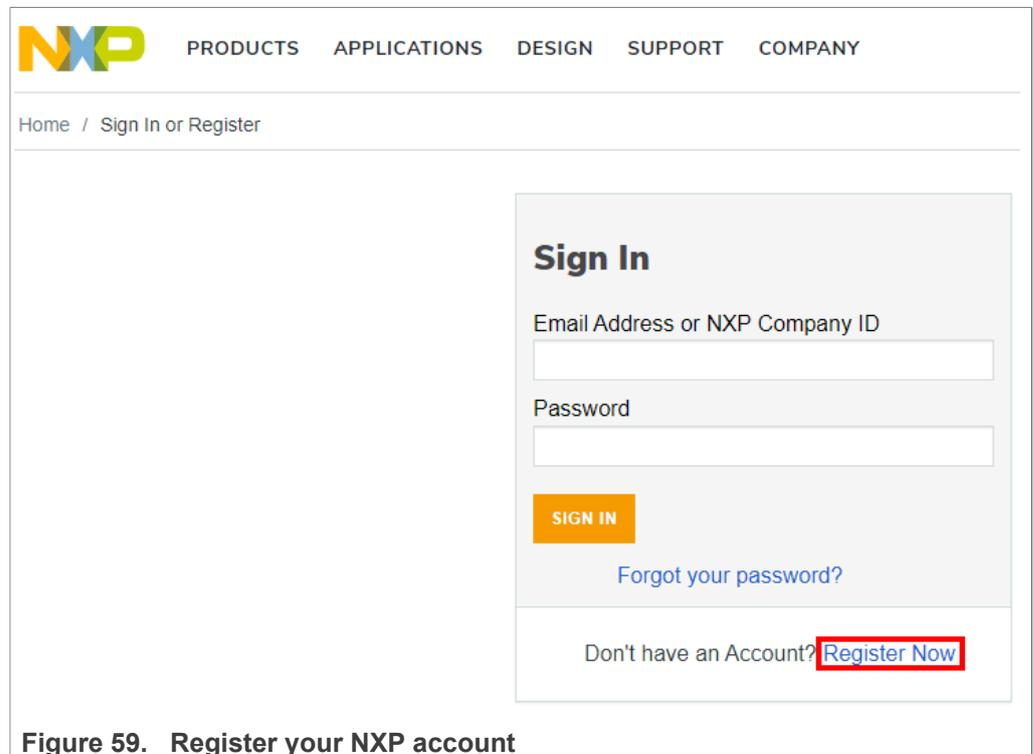 NXP PRODUCTS APPLICATIONS DESIGN SUPPORT COMPANY
Home / Sign In or Register
Sign In
Email Address or NXP Company ID
Password
SIGN IN
Forgot your password?
Don't have an Account? Register Now
Figure 59. Register your NXP account